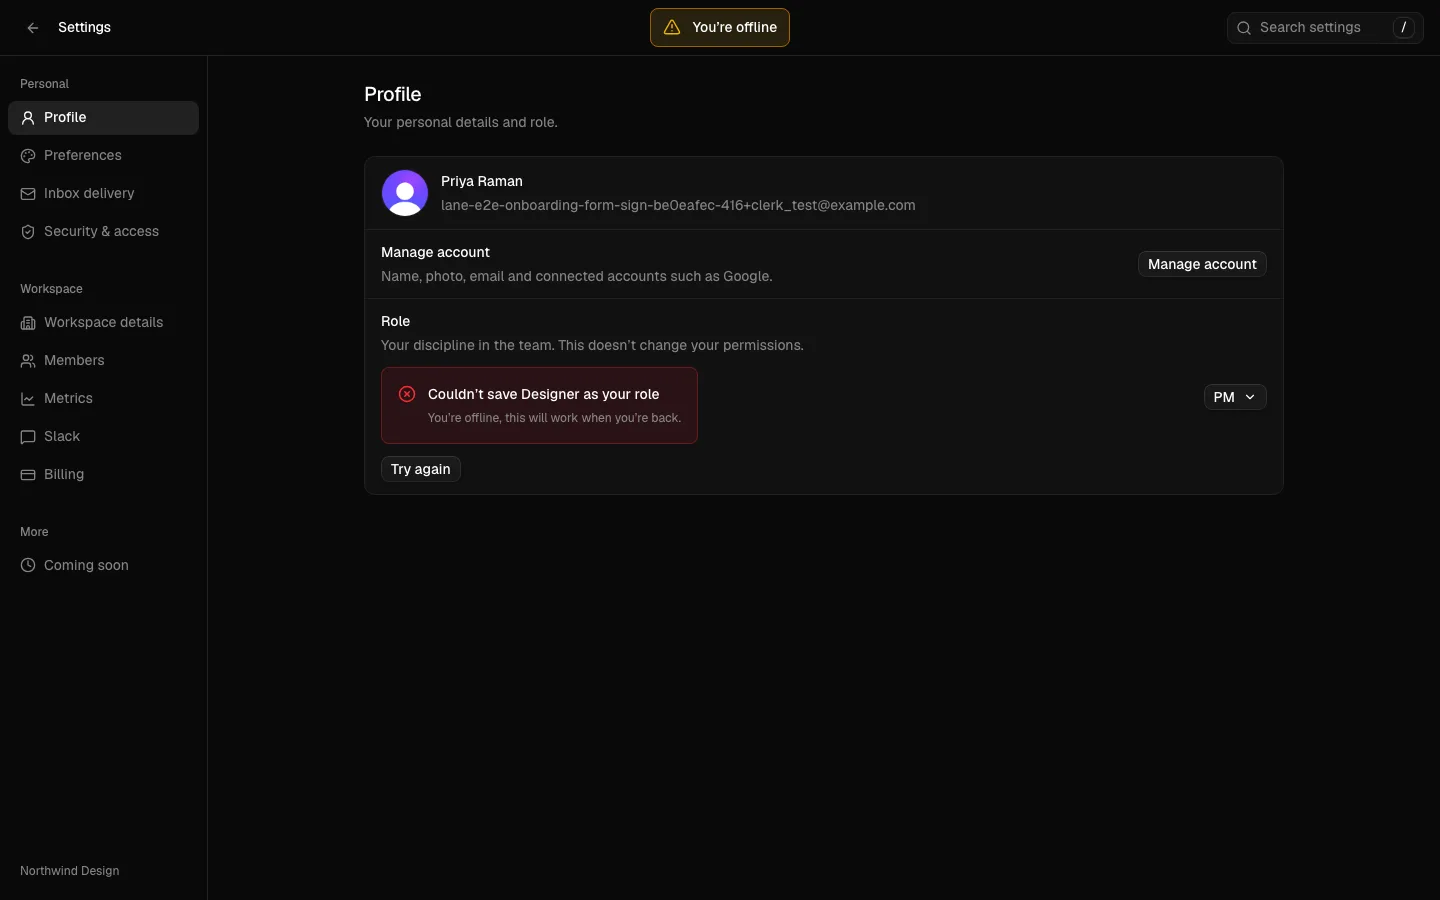 Settings
You’re offline
Search settings
/
Personal
Profile
Preferences
Inbox delivery
Security & access
Workspace
Workspace details
Members
Metrics
Slack
Billing
More
Coming soon
Northwind Design
Profile
Your personal details and role.
Priya Raman
lane-e2e-onboarding-form-sign-be0eafec-416+clerk_test@example.com
Manage account
Name, photo, email and connected accounts such as Google.
Manage account
Role
Your discipline in the team. This doesn’t change your permissions.
Couldn’t save Designer as your role
You’re offline, this will work when you’re back.
PM
Try again